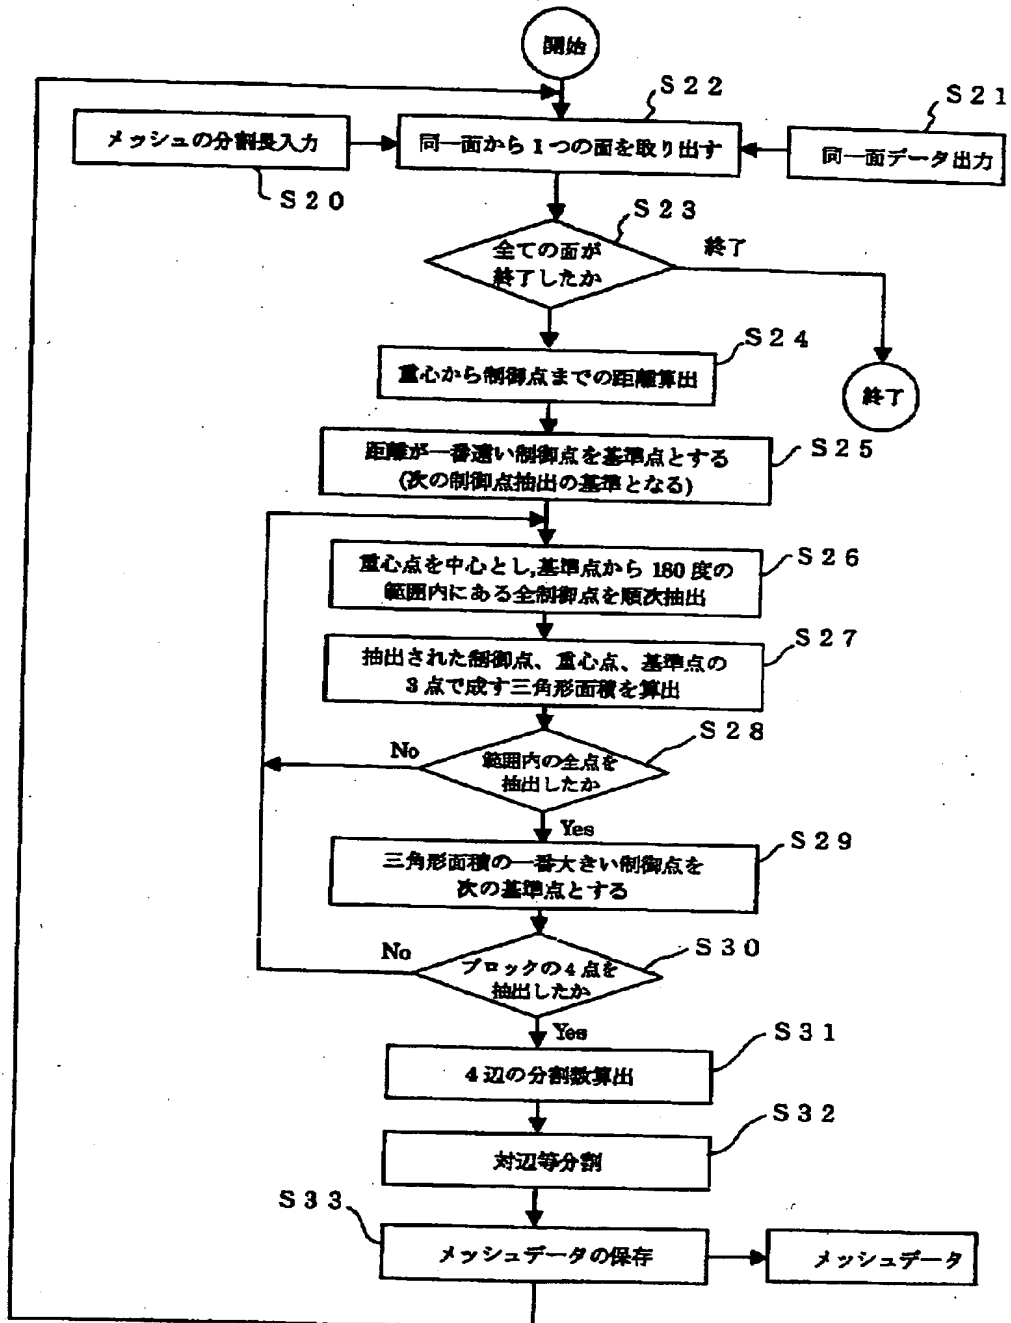 開始
S22
S21
メッシュの分割長入力
同一面から1つの面を取り出す
同一面データ出力
S20
S23
全ての面が
終了したか
終了
S24
重心から制御点までの距離算出
終了
S25
距離が一番遠い制御点を基準点とする
(次の制御点抽出の基準となる)
S26
重心点を中心とし,基準点から180度の
範囲内にある全制御点を順次抽出
S27
抽出された制御点、重心点、基準点の
3点で成す三角形面積を算出
S28
No
範囲内の全点を
抽出したか
Yes
S29
三角形面積の一番大きい制御点を
次の基準点とする
S30
No
ブロックの4点を
抽出したか
Yes
S31
4辺の分割数算出
S32
対辺等分割
S33
メッシュデータの保存
メッシュデータ